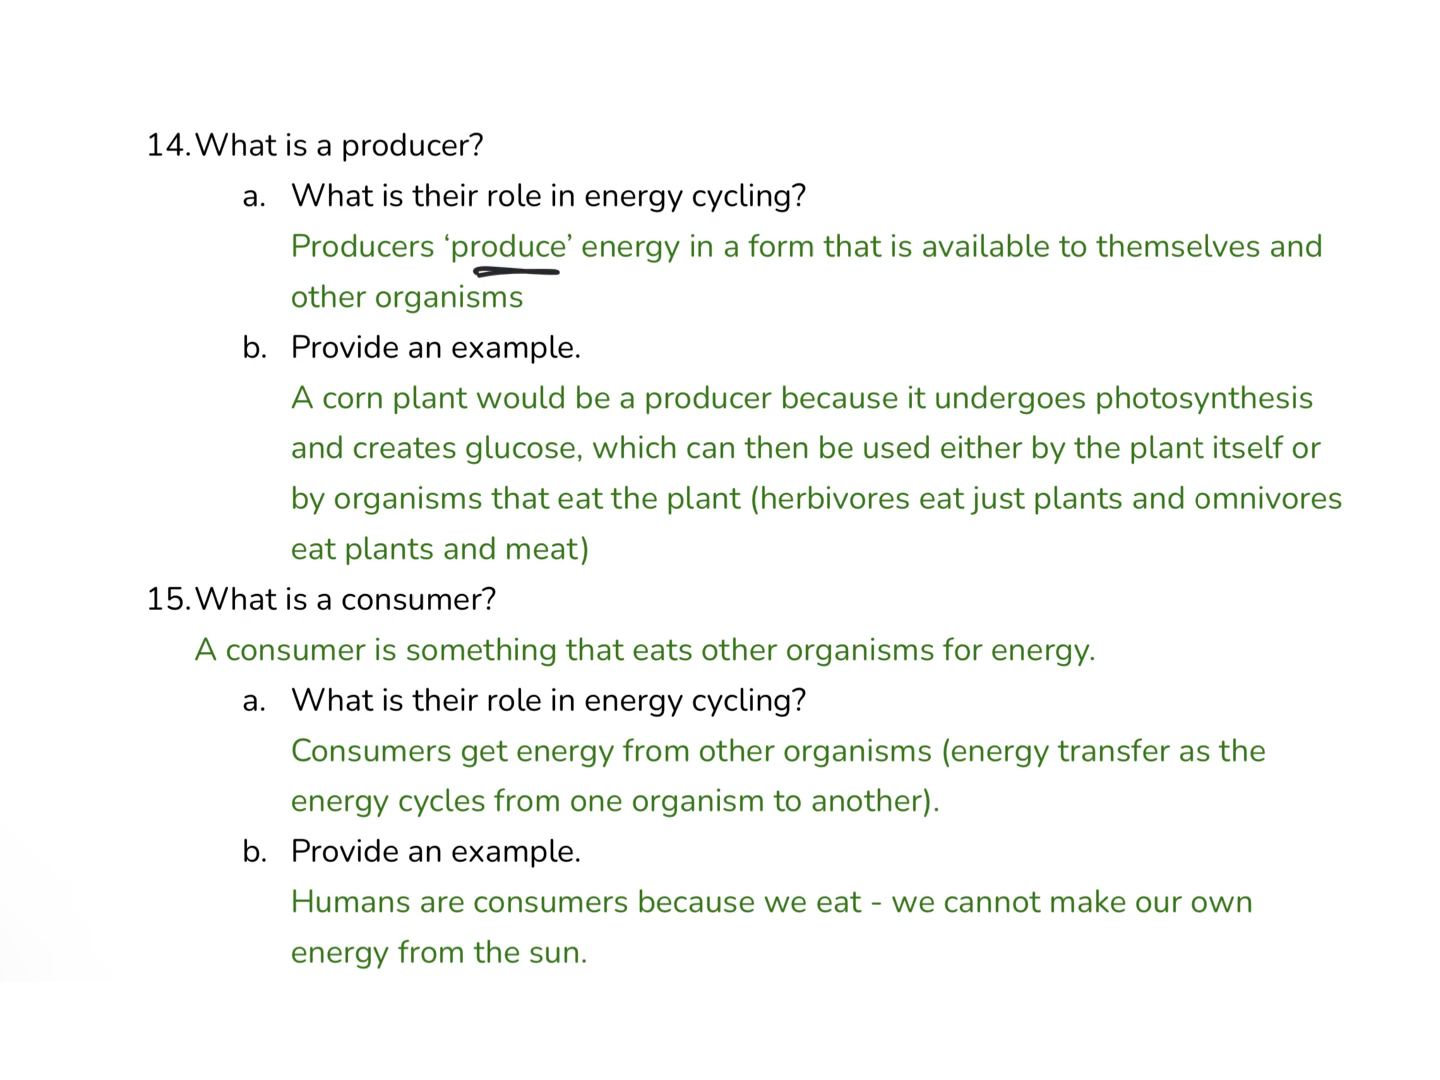 14. What is a producer?
a. What is their role in energy cycling?
Producers ‘produce’ energy in a form that is available to themselves and
other organisms
b. Provide an example.
A corn plant would be a producer because it undergoes photosynthesis
and creates glucose, which can then be used either by the plant itself or
by organisms that eat the plant (herbivores eat just plants and omnivores
eat plants and meat)
15. What is a consumer?
A consumer is something that eats other organisms for energy.
a. What is their role in energy cycling?
Consumers get energy from other organisms (energy transfer as the
energy cycles from one organism to another).
b. Provide an example.
Humans are consumers because we eat - we cannot make our own
energy from the sun.